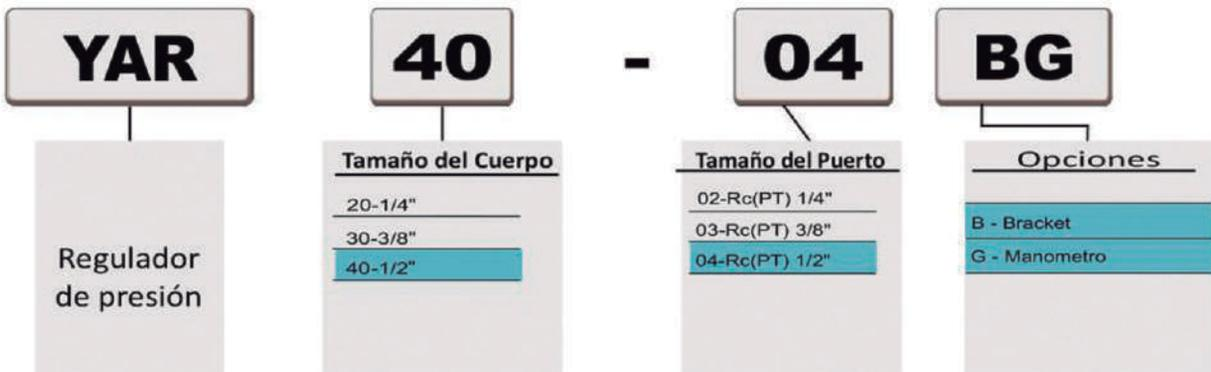 YAR 40 - 04 BG
Regulador
de presión
Tamaño del Cuerpo
20-1/4"
30-3/8"
40-1/2"
Tamaño del Puerto
02-Rc(PT) 1/4"
03-Rc(PT) 3/8"
04-Rc(PT) 1/2"
Opciones
B - Bracket
G - Manometro